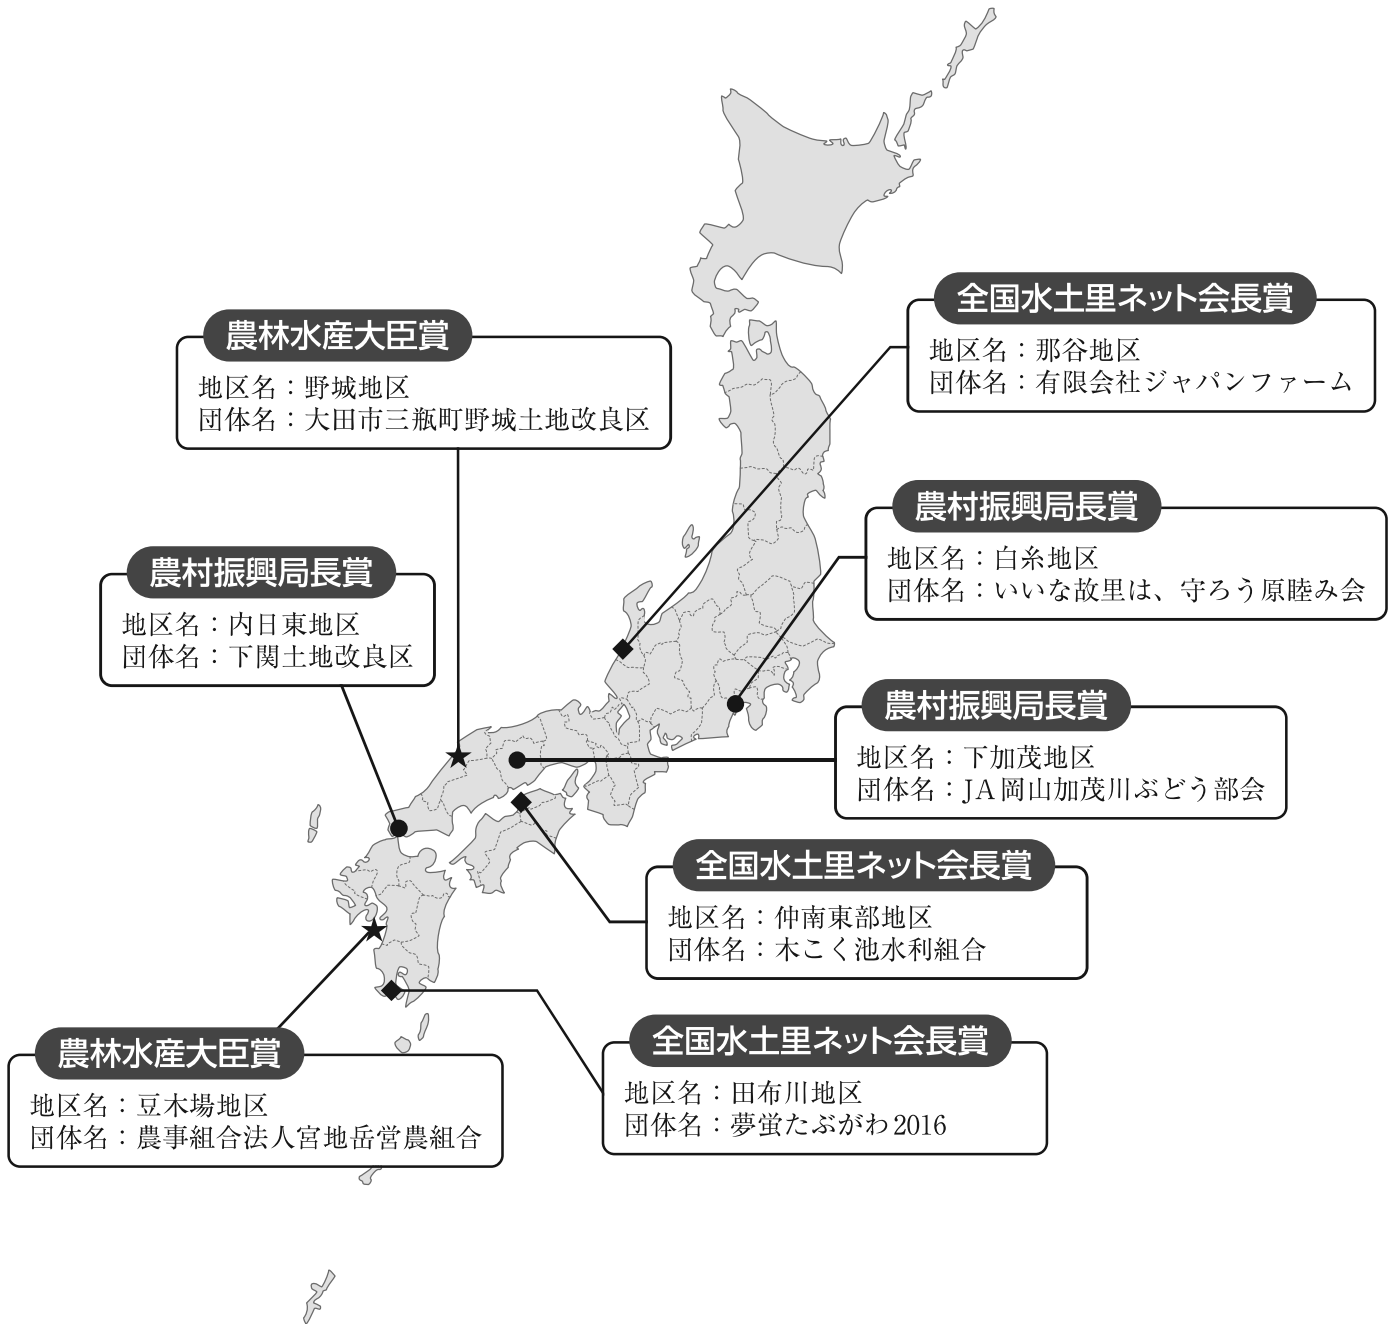 全国水土里ネット会長賞
地区名：那谷地区
団体名：有限会社ジャパンファーム
農林水産大臣賞
地区名：野城地区
団体名：大田市三瓶町野城土地改良区
農村振興局長賞
地区名：白糸地区
団体名：いいな故里は、守ろう原睦み会
農村振興局長賞
地区名：内日東地区
団体名：下関土地改良区
農村振興局長賞
地区名：下加茂地区
団体名：JA岡山加茂川ぶどう部会
全国水土里ネット会長賞
地区名：仲南東部地区
団体名：木こく池水利組合
全国水土里ネット会長賞
地区名：田布川地区
団体名：夢蛍たぶがわ2016
農林水産大臣賞
地区名：豆木場地区
団体名：農事組合法人宮地岳営農組合